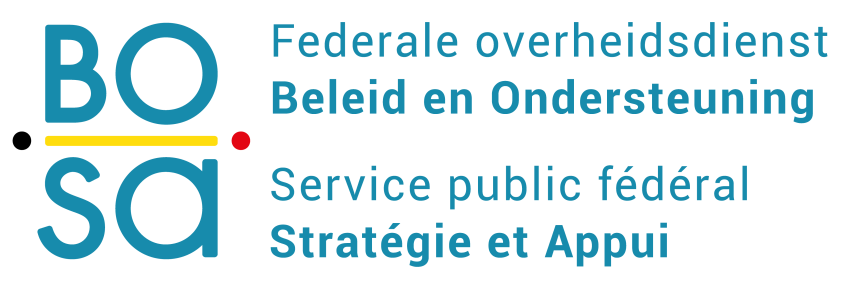 BO
sa
Federale overheidsdienst
Beleid en Ondersteuning
Service public fédéral
Stratégie et Appui